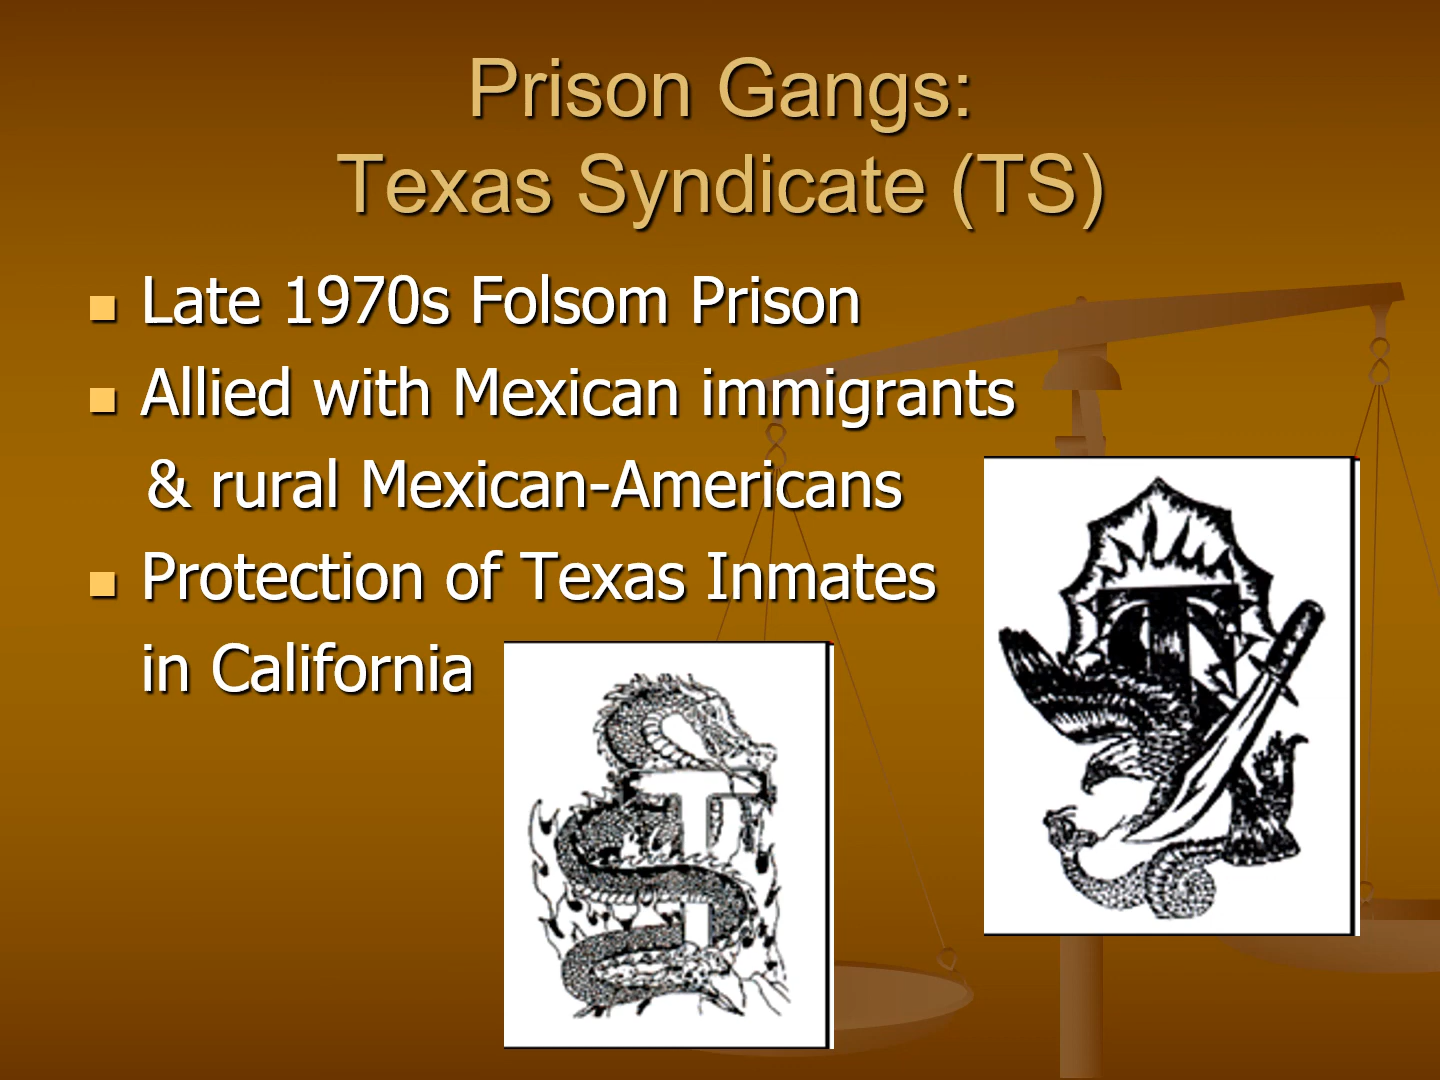 Prison Gangs:
Texas Syndicate (TS)
Late 1970s Folsom Prison
Allied with Mexican immigrants
& rural Mexican-Americans
Protection of Texas Inmates
in California